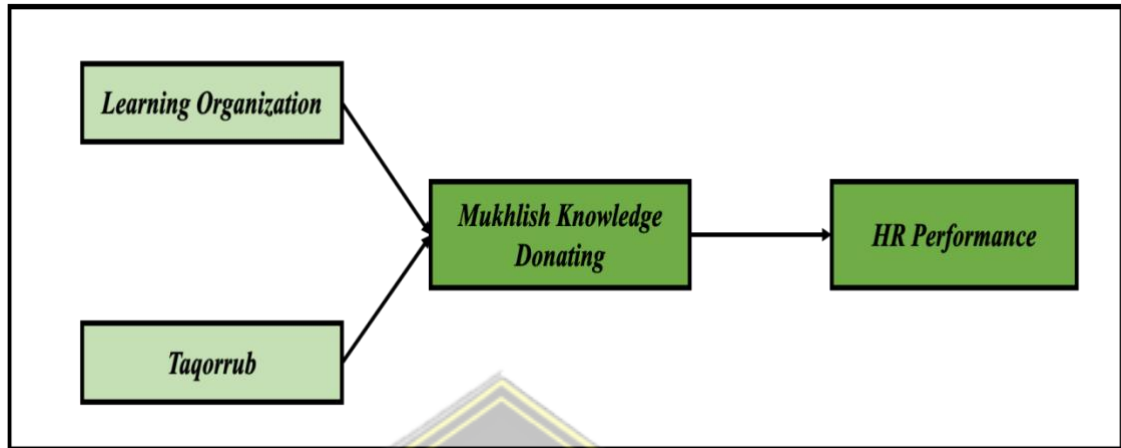 Learning Organization
Mukhlish Knowledge
Donating
HR Performance
Taqorrub